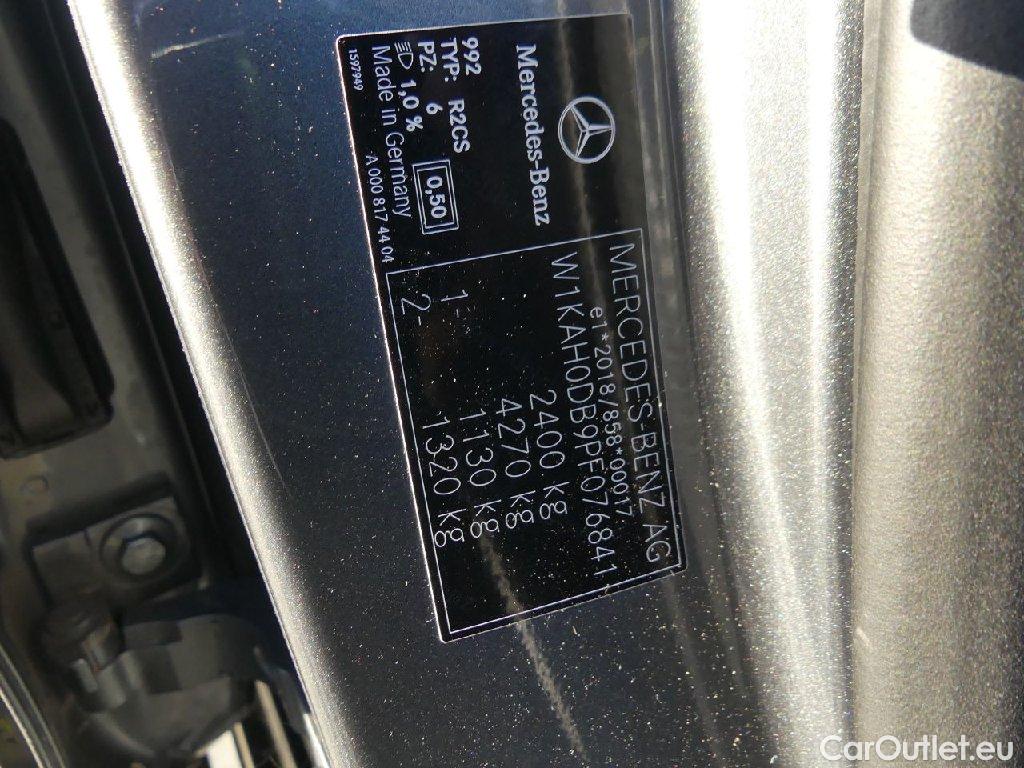 MERCEDES-BENZ AG
e1*2018/858*00017
W1KAH0DB9PF076841
2400 kg
4270 kg
1- 1130 kg
2- 1320 kg
Mercedes-Benz
992
TYP: R2CS
PZ: 6
1,0 % 0,50
Made in Germany
A 000 817 44 04
1597949
CarOutlet.eu